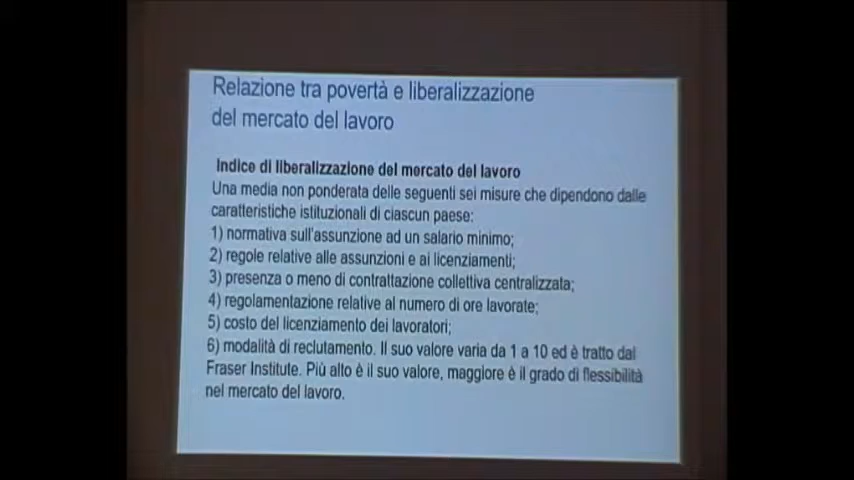 Relazione tra povertà e liberalizzazione
del mercato del lavoro
Indice di liberalizzazione del mercato del lavoro
Una media non ponderata delle seguenti sei misure che dipendono dalle
caratteristiche istituzionali di ciascun paese:
1) normativa sull'assunzione ad un salario minimo;
2) regole relative alle assunzioni e ai licenziamenti;
3) presenza o meno di contrattazione collettiva centralizzata;
4) regolamentazione relative al numero di ore lavorate;
5) costo del licenziamento dei lavoratori;
6) modalità di reclutamento. Il suo valore varia da 1 a 10 ed è tratto dal
Fraser Institute. Più alto è il suo valore, maggiore è il grado di flessibilità
nel mercato del lavoro.